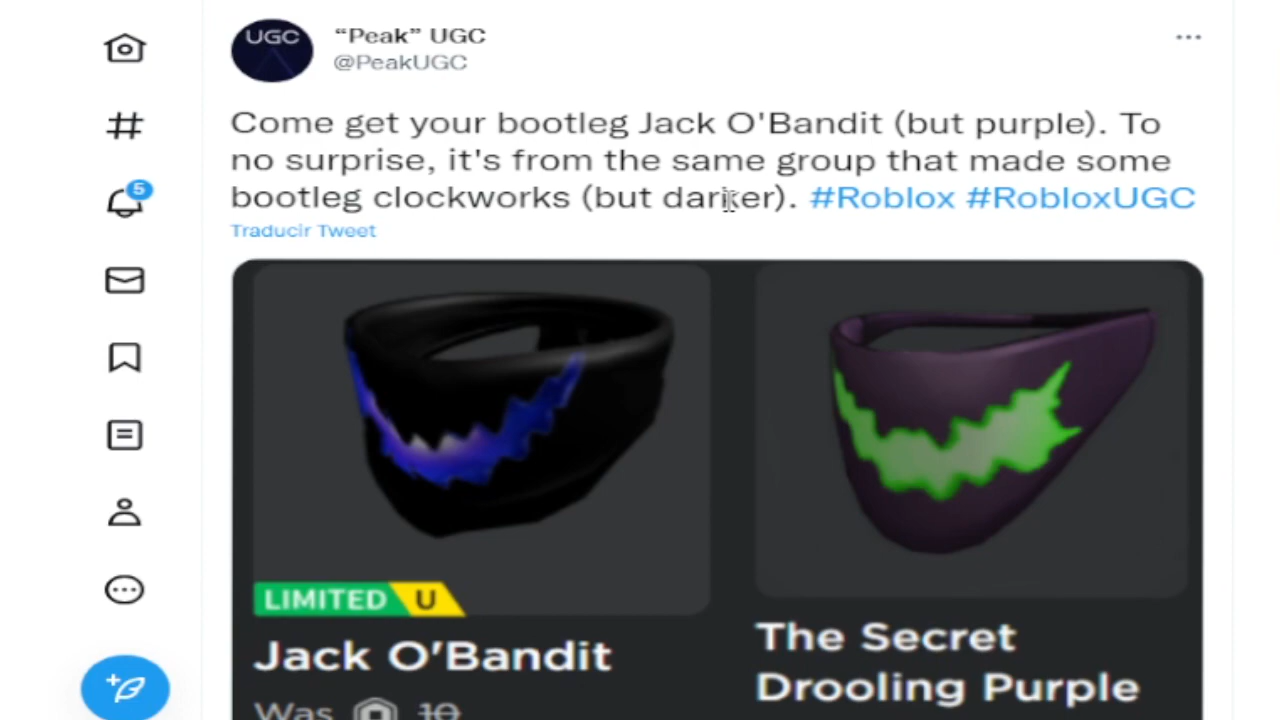 UGC
“Peak” UGC
@PeakUGC
Come get your bootleg Jack O'Bandit (but purple). To
no surprise, it's from the same group that made some
bootleg clockworks (but darker). #Roblox #RobloxUGC
Traducir Tweet
5
LIMITED U
Jack O'Bandit
Was 10
The Secret
Drooling Purple